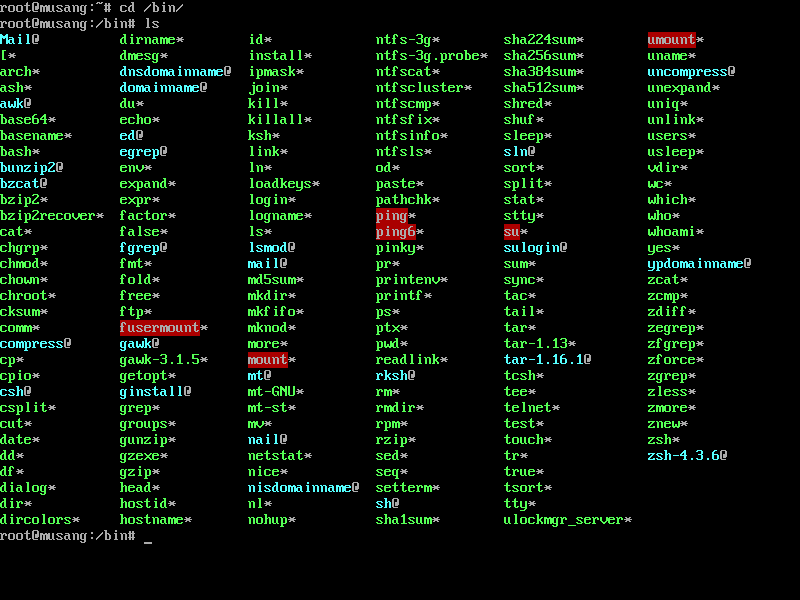 root@musang:~# cd /bin/
root@musang:/bin# ls
Mail@ dirname* id* ntfs-3g* sha224sum* umount*
[* dmesg* install* ntfs-3g.probe* sha256sum* uname*
arch* dnsdomainname@ ipmask* ntfscat* sha384sum* uncompress@
ash* domainname@ join* ntfscluster* sha512sum* unexpand*
awk@ du* kill* ntfscmp* shred* uniq*
base64* echo* killall* ntfsfix* shuf* unlink*
basename* ed@ ksh* ntfsinfo* sleep* users*
bash* egrep@ link* ntfsls* sln@ usleep*
bunzip2@ env* ln* od* sort* vdir*
bzcat@ expand* loadkeys* paste* split* wc*
bzip2* expr* login* pathchk* stat* which*
bzip2recover* factor* logname* ping* stty* who*
cat* false* ls* ping6* su* whoami*
chgrp* fgrep@ lsmod@ pinky* sulogin@ yes*
chmod* fmt* mail@ pr* sum* ypdomainname@
chown* fold* md5sum* printenv* sync* zcat*
chroot* free* mkdir* printf* tac* zcmp*
cksum* ftp* mkfifo* ps* tail* zdiff*
comm* fusermount* mknod* ptx* tar* zegrep*
compress@ gawk@ more* pwd* tar-1.13* zfgrep*
cp* gawk-3.1.5* mount* readlink* tar-1.16.1@ zforce*
cpio* getopt* mt@ rksh@ tcsh* zgrep*
csh@ ginstall@ mt-GNU* rm* tee* zless*
csplit* grep* mt-st* rmdir* telnet* zmore*
cut* groups* mv* rpm* test* znew*
date* gunzip* nail@ rzip* touch* zsh*
dd* gzexe* netstat* sed* tr* zsh-4.3.6@
df* gzip* nice* seq* true*
dialog* head* nisdomainname@ setterm* tsort*
dir* hostid* nl* sh@ tty*
dircolors* hostname* nohup* sha1sum* ulockmgr_server*
root@musang:/bin# _